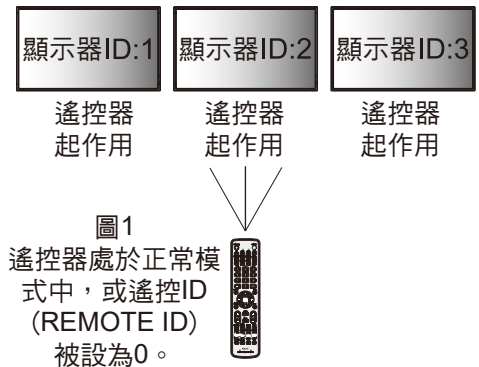 顯示器ID:1 顯示器ID:2 顯示器ID:3
遙控器 遙控器 遙控器
起作用 起作用 起作用
圖1
遙控器處於正常模
式中，或遙控ID
（REMOTE ID）
被設為0。